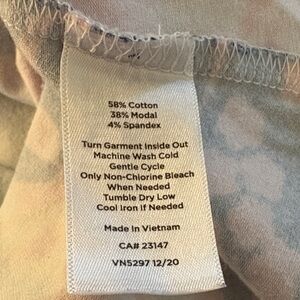 58% Cotton
38% Modal
4% Spandex
Turn Garment Inside Out
Machine Wash Cold
Gentle Cycle
Only Non-Chlorine Bleach
When Needed
Tumble Dry Low
Cool Iron if Needed
Made In Vietnam
CA# 23147
VN5297 12/20